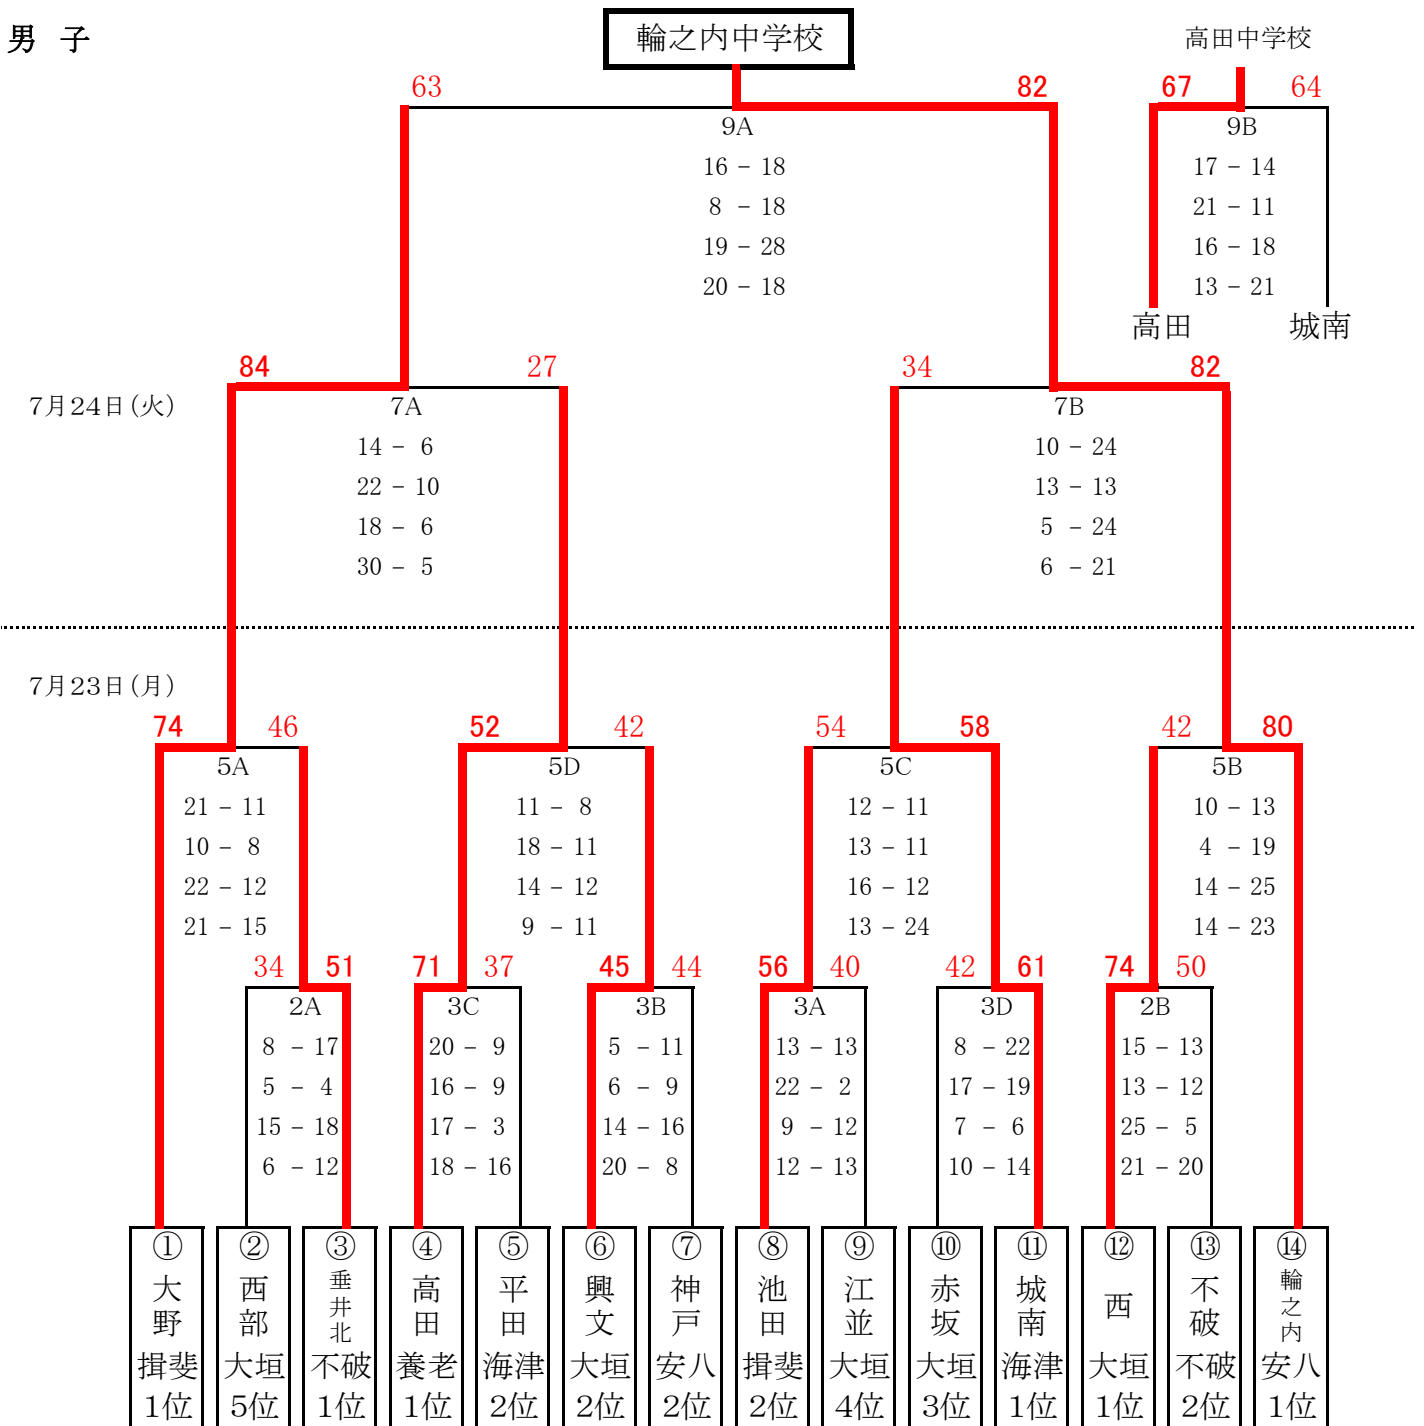 男 子
輪之内中学校
高田中学校
63
82
67
64
9A
9B
16 - 18
17 - 14
8 - 18
21 - 11
19 - 28
16 - 18
20 - 18
13 - 21
高田
城南
84
27
34
82
7月24日(火)
7A
7B
14 - 6
10 - 24
22 - 10
13 - 13
18 - 6
5 - 24
30 - 5
6 - 21
7月23日(月)
74
46
52
42
54
58
42
80
5A
5D
5C
5B
21 - 11
11 - 8
12 - 11
10 - 13
10 - 8
18 - 11
13 - 11
4 - 19
22 - 12
14 - 12
16 - 12
14 - 25
21 - 15
9 - 11
13 - 24
14 - 23
34
51
71
37
45
44
56
40
42
61
74
50
2A
3C
3B
3A
3D
2B
8 - 17
20 - 9
5 - 11
13 - 13
8 - 22
15 - 13
5 - 4
16 - 9
6 - 9
22 - 2
17 - 19
13 - 12
15 - 18
17 - 3
14 - 16
9 - 12
7 - 6
25 - 5
6 - 12
18 - 16
20 - 8
12 - 13
10 - 14
21 - 20
①
大野
揖斐
1位
②
西部
大垣
5位
③
垂井北
不破
1位
④
高田
養老
1位
⑤
平田
海津
2位
⑥
興文
大垣
2位
⑦
神戸
安八
2位
⑧
池田
揖斐
2位
⑨
江並
大垣
4位
⑩
赤坂
大垣
3位
⑪
城南
海津
1位
⑫
西
大垣
1位
⑬
不破
不破
2位
⑭
輪之内
安八
1位